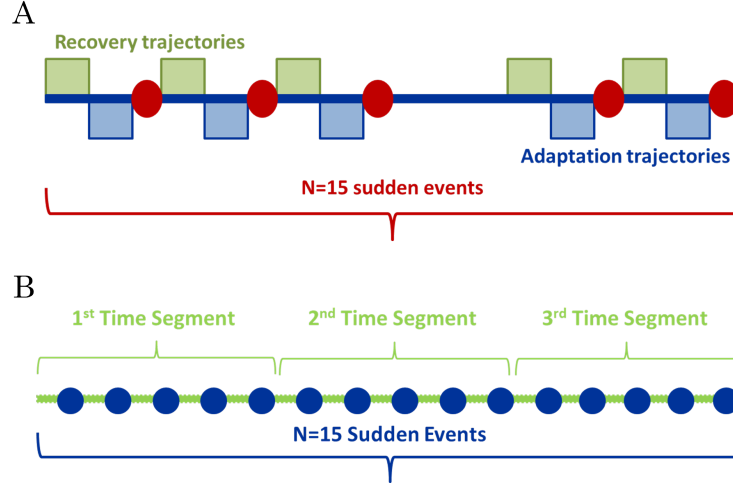 A
Recovery trajectories
Adaptation trajectories
N=15 sudden events
B
1st Time Segment 2nd Time Segment 3rd Time Segment
N=15 Sudden Events